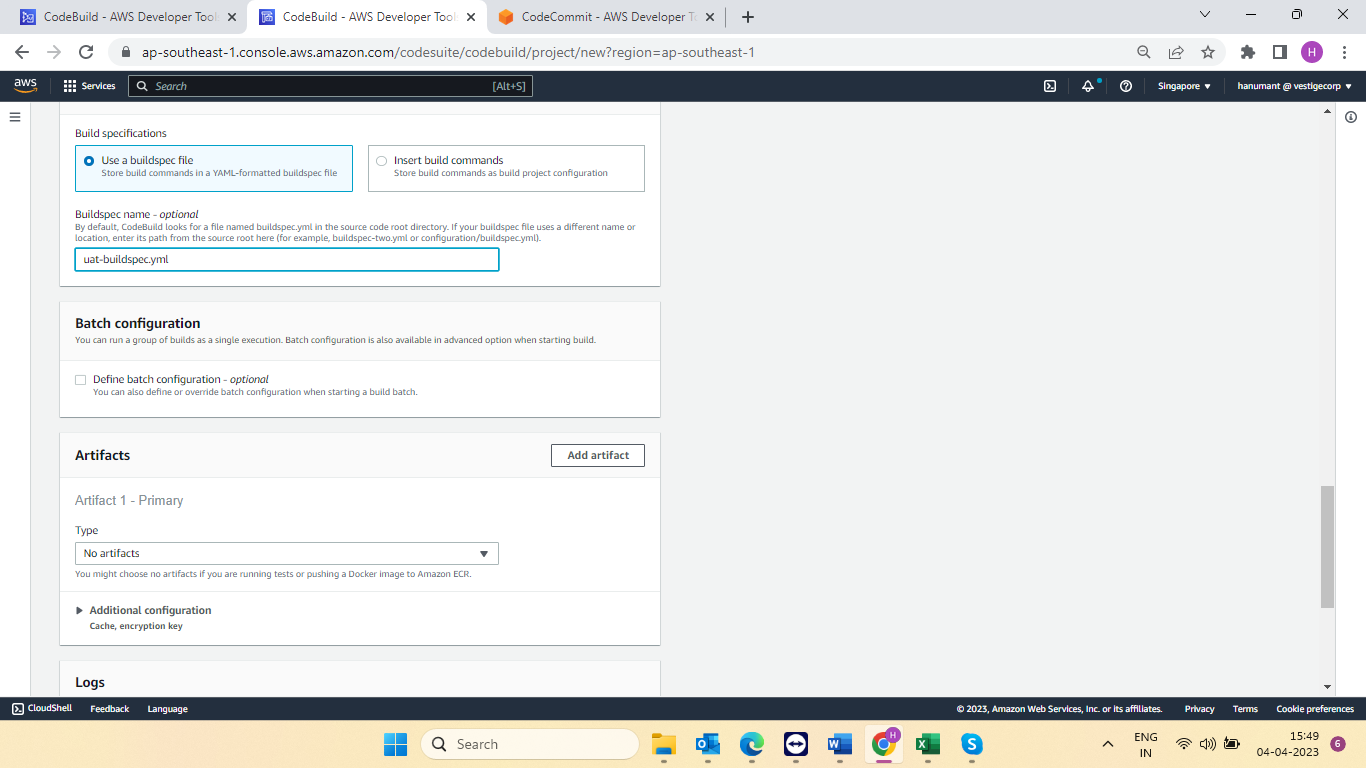 CodeBuild - AWS Developer Tool
CodeBuild - AWS Developer Tool
CodeCommit - AWS Developer T
ap-southeast-1.console.aws.amazon.com/codesuite/codebuild/project/new?region=ap-southeast-1
H
aws
Services
Search
[Alt+S]
Singapore
hanumant @ vestigecorp
Build specifications
Use a buildspec file
Store build commands in a YAML-formatted buildspec file
Insert build commands
Store build commands as build project configuration
Buildspec name - optional
By default, CodeBuild looks for a file named buildspec.yml in the source code root directory. If your buildspec file uses a different name or
location, enter its path from the source root here (for example, buildspec-two.yml or configuration/buildspec.yml).
uat-buildspec.yml
Batch configuration
You can run a group of builds as a single execution. Batch configuration is also available in advanced option when starting build.
Define batch configuration - optional
You can also define or override batch configuration when starting a build batch.
Artifacts
Add artifact
Artifact 1 - Primary
Type
No artifacts
You might choose no artifacts if you are running tests or pushing a Docker image to Amazon ECR.
Additional configuration
Cache, encryption key
Logs
CloudShell
Feedback
Language
© 2023, Amazon Web Services, Inc. or its affiliates.
Privacy
Terms
Cookie preferences
Search
H
ENG
IN
15:49
04-04-2023
6